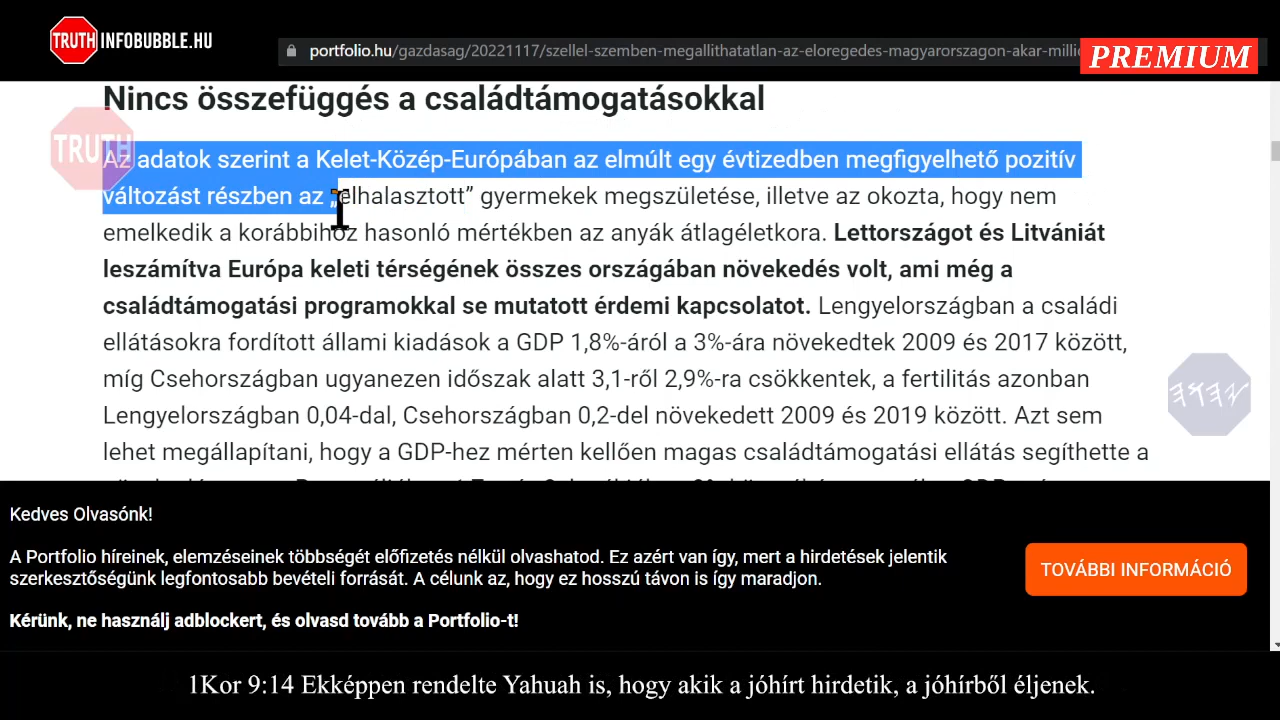 TRUTH INFOBUBBLE.HU
portfolio.hu/gazdasag/20221117/szellel-szemben-megallithatatlan-az-eloregedes-magyarorszagon-akar-milli
PREMIUM
Nincs összefüggés a családtámogatásokkal
TRUTH
Az adatok szerint a Kelet-Közép-Európában az elmúlt egy évtizedben megfigyelhető pozitív
változást részben az „elhalasztott” gyermekek megszületése, illetve az okozta, hogy nem
emelkedik a korábbihoz hasonló mértékben az anyák átlagéletkora. Lettországot és Litvániát
leszámítva Európa keleti térségének összes országában növekedés volt, ami még a
családtámogatási programokkal se mutatott érdemi kapcsolatot. Lengyelországban a családi
ellátásokra fordított állami kiadások a GDP 1,8%-áról a 3%-ára növekedtek 2009 és 2017 között,
míg Csehországban ugyanezen időszak alatt 3,1-ről 2,9%-ra csökkentek, a fertilitás azonban
Lengyelországban 0,04-dal, Csehországban 0,2-del növekedett 2009 és 2019 között. Azt sem
lehet megállapítani, hogy a GDP-hez mérten kellően magas családtámogatási ellátás segíthette a
Kedves Olvasónk!
A Portfolio híreinek, elemzéseinek többségét előfizetés nélkül olvashatod. Ez azért van így, mert a hirdetések jelentik
szerkesztőségünk legfontosabb bevételi forrását. A célunk az, hogy ez hosszú távon is így maradjon.
TOVÁBBI INFORMÁCIÓ
Kérünk, ne használj adblockert, és olvasd tovább a Portfolio-t!
1Kor 9:14 Ekképpen rendelte Yahuah is, hogy akik a jóhírt hirdetik, a jóhírből éljenek.